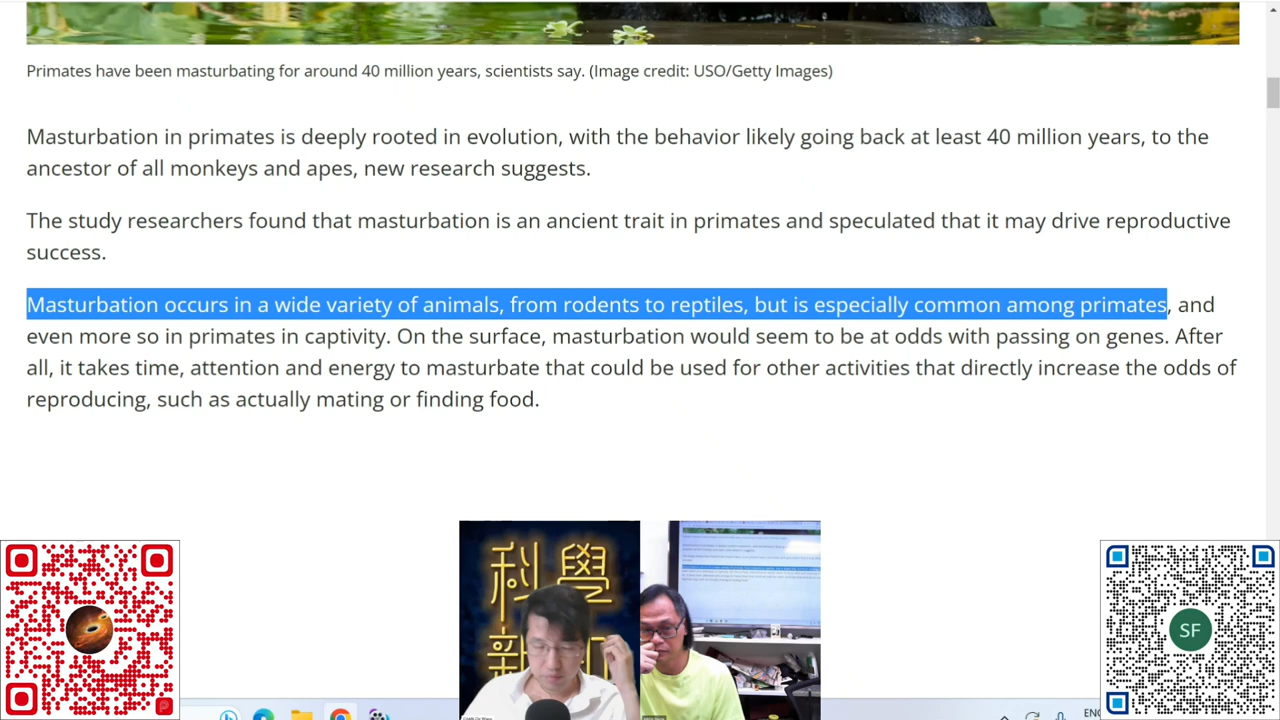 Primates have been masturbating for around 40 million years, scientists say. (Image credit: USO/Getty Images)
Masturbation in primates is deeply rooted in evolution, with the behavior likely going back at least 40 million years, to the
ancestor of all monkeys and apes, new research suggests.
The study researchers found that masturbation is an ancient trait in primates and speculated that it may drive reproductive
success.
Masturbation occurs in a wide variety of animals, from rodents to reptiles, but is especially common among primates, and
even more so in primates in captivity. On the surface, masturbation would seem to be at odds with passing on genes. After
all, it takes time, attention and energy to masturbate that could be used for other activities that directly increase the odds of
reproducing, such as actually mating or finding food.
科學
新
SF
ENG